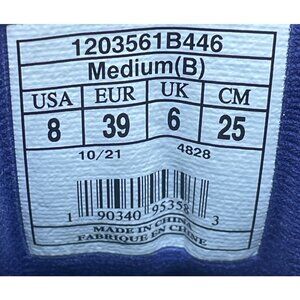 1203561B446
Medium(B)
USA EUR UK CM
8 39 6 25
10/21 4828
1 90340 95358 3
MADE IN CHINA
FABRIQUE EN CHINE